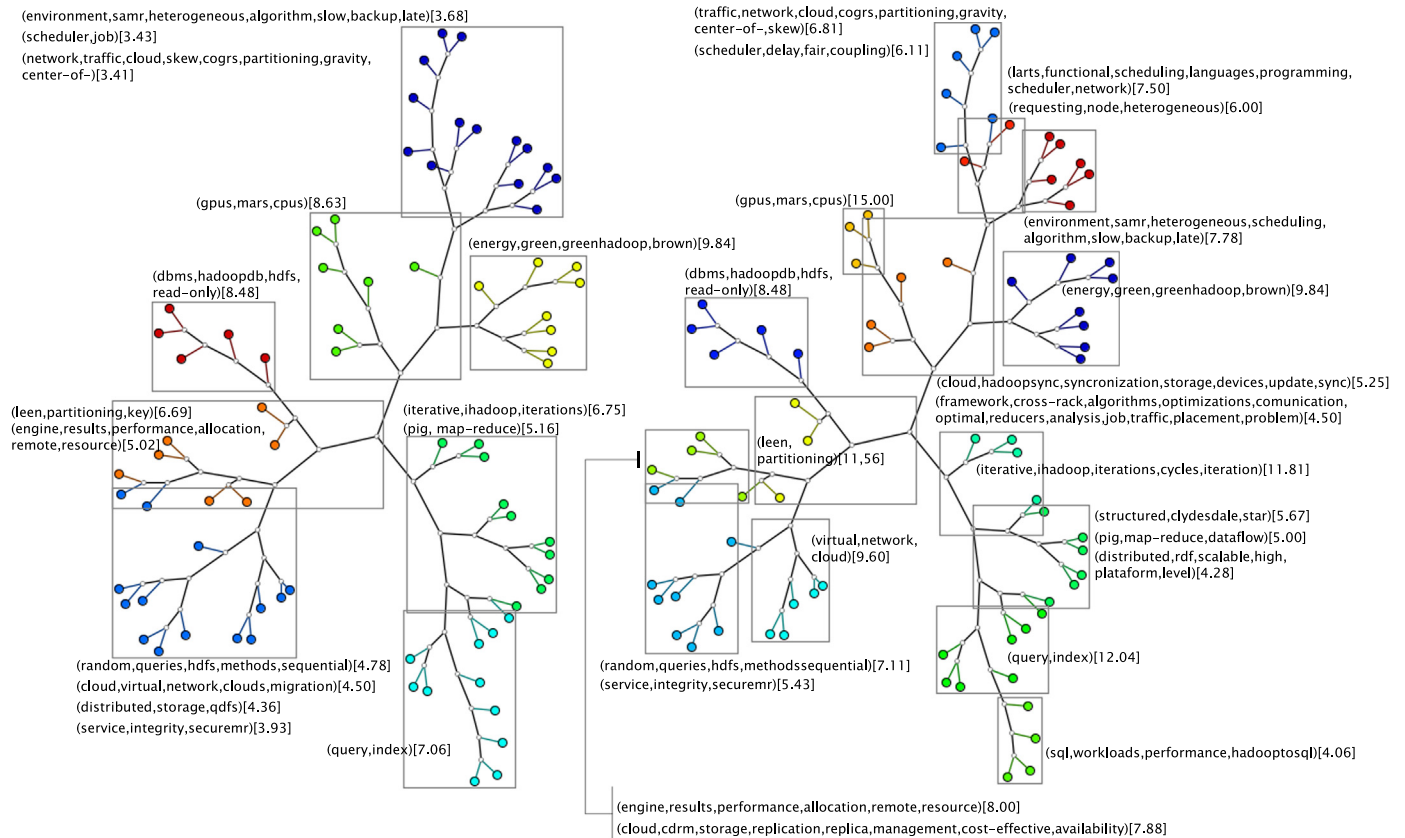 (environment,samr,heterogeneous,algorithm,slow,backup,late)[3.68]
(scheduler,job)[3.43]
(network,traffic,cloud,skew,cogrs,partitioning,gravity,
center-of-)[3.41]
(gpus,mars,cpus)[8.63]
(energy,green,greenhadoop,brown)[9.84]
(dbms,hadoopdb,hdfs,
read-only)[8.48]
(leen,partitioning,key)[6.69]
(engine,results,performance,allocation,
remote,resource)[5.02]
(iterative,ihadoop,iterations)[6.75]
(pig, map-reduce)[5.16]
(random,queries,hdfs,methods,sequential)[4.78]
(cloud,virtual,network,clouds,migration)[4.50]
(distributed,storage,qdfs)[4.36]
(service,integrity,securemr)[3.93]
(query,index)[7.06]
(traffic,network,cloud,cogrs,partitioning,gravity,
center-of-,skew)[6.81]
(scheduler,delay,fair,coupling)[6.11]
(larts,functional,scheduling,languages,programming,
scheduler,network)[7.50]
(requesting,node,heterogeneous)[6.00]
(gpus,mars,cpus)[15.00]
(environment,samr,heterogeneous,scheduling,
algorithm,slow,backup,late)[7.78]
(dbms,hadoopdb,hdfs,
read-only)[8.48]
(energy,green,greenhadoop,brown)[9.84]
(cloud,hadoopsync,syncronization,storage,devices,update,sync)[5.25]
(framework,cross-rack,algorithms,optimizations,comunication,
optimal,reducers,analysis,job,traffic,placement,problem)[4.50]
(leen,
partitioning)[11,56]
(iterative,ihadoop,iterations,cycles,iteration)[11.81]
(structured,clydesdale,star)[5.67]
(pig,map-reduce,dataflow)[5.00]
(distributed,rdf,scalable,high,
plataform,level)[4.28]
(virtual,network,
cloud)[9.60]
(random,queries,hdfs,methodssequential)[7.11]
(service,integrity,securemr)[5.43]
(query,index)[12.04]
(sql,workloads,performance,hadooptosql)[4.06]
(engine,results,performance,allocation,remote,resource)[8.00]
(cloud,cdrm,storage,replication,replica,management,cost-effective,availability)[7.88]